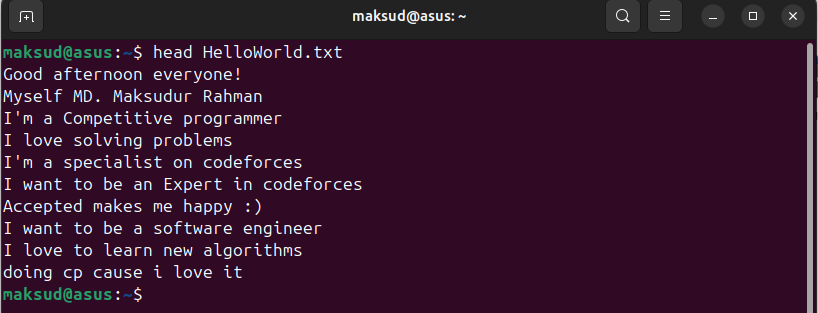 maksud@asus: ~
maksud@asus:~$ head HelloWorld.txt
Good afternoon everyone!
Myself MD. Maksudur Rahman
I'm a Competitive programmer
I love solving problems
I'm a specialist on codeforces
I want to be an Expert in codeforces
Accepted makes me happy :)
I want to be a software engineer
I love to learn new algorithms
doing cp cause i love it
maksud@asus:~$